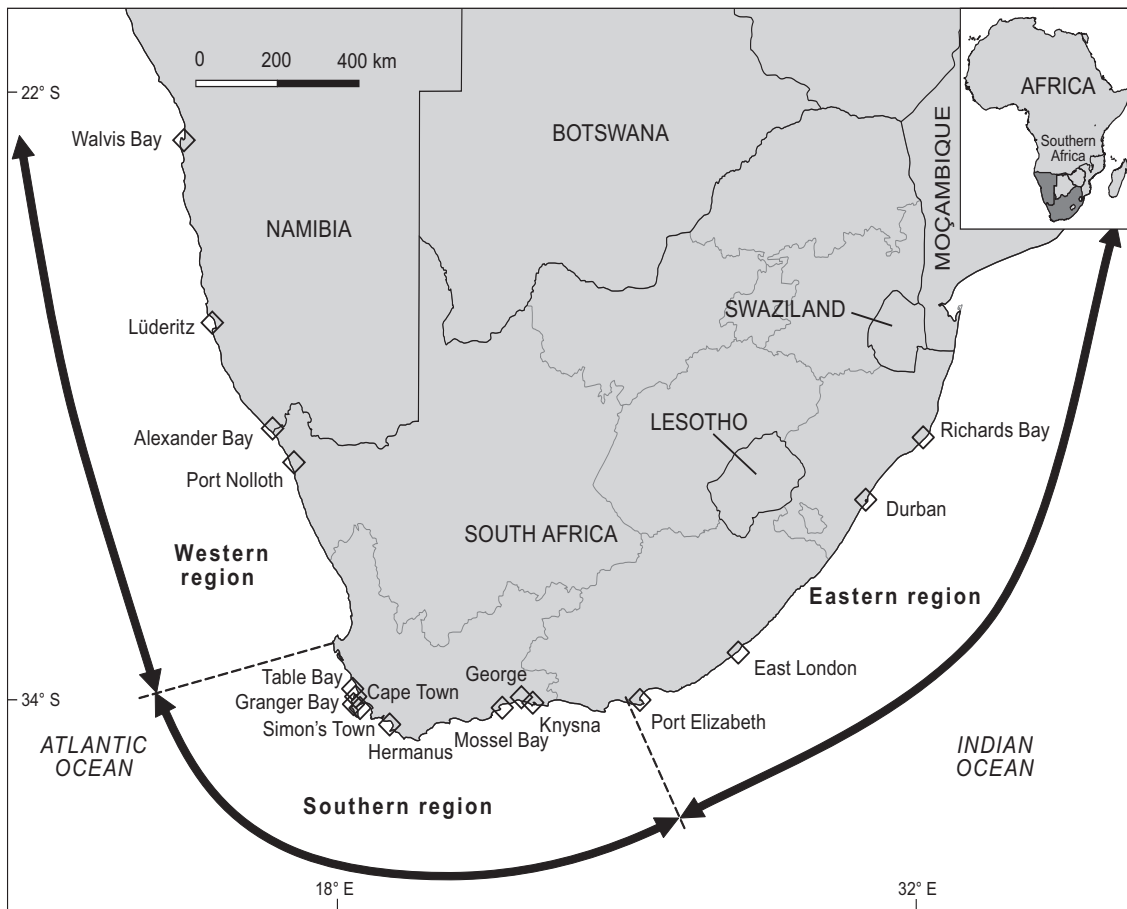 0 200 400 km
22° S
AFRICA
Southern
Africa
Walvis Bay
BOTSWANA
MOÇAMBIQUE
NAMIBIA
SWAZILAND
Lüderitz
LESOTHO
Alexander Bay
Richards Bay
Port Nolloth
Durban
SOUTH AFRICA
Western
region
Eastern region
East London
George
Table Bay
Cape Town
Granger Bay
34° S
Simon's Town
Knysna
Port Elizabeth
Mossel Bay
Hermanus
ATLANTIC
OCEAN
INDIAN
OCEAN
Southern region
18° E
32° E